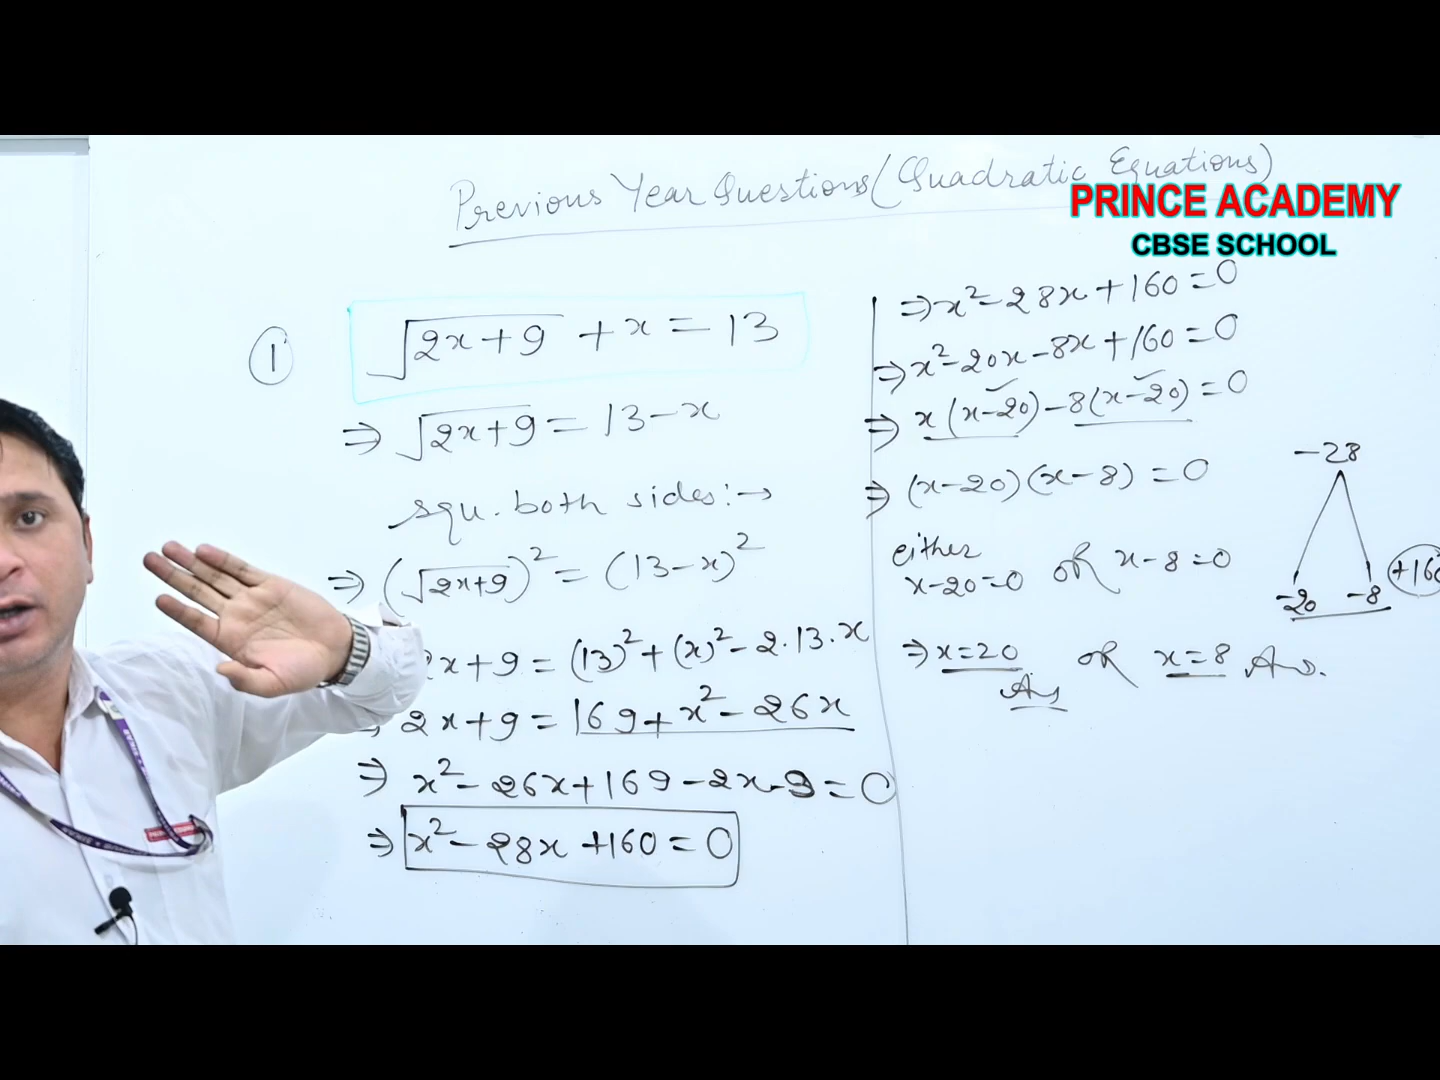 Previous Year Questions (Quadratic Equations)
PRINCE ACADEMY
CBSE SCHOOL
① √(2x+9) + x = 13
⇒ √(2x+9) = 13-x
squ. both sides:→
⇒ (√(2x+9))² = (13-x)²
2x+9 = (13)²+(x)²-2.13.x
2x+9 = 169+x²-26x
⇒ x²-26x+169-2x-9=0
⇒ x²-28x+160=0
⇒ x²-28x+160=0
⇒ x²-20x-8x+160=0
⇒ x(x-20)-8(x-20)=0
⇒ (x-20)(x-8)=0
either
x-20=0 or x-8=0
⇒ x=20 or x=8 Ans.
Ans
-28
-20 -8
+160